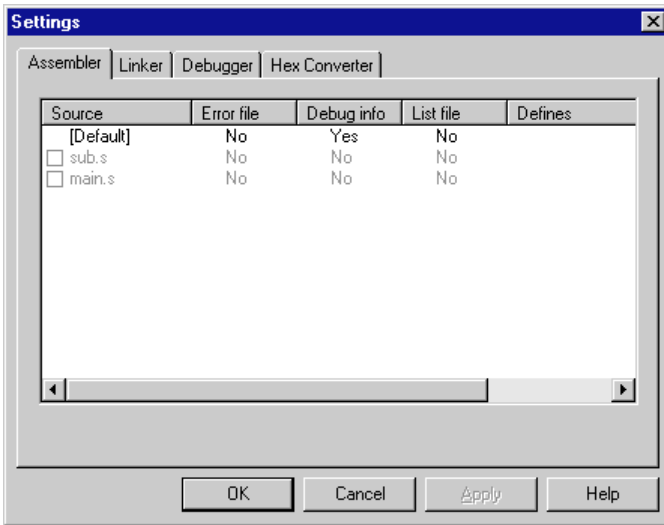 Settings
Assembler Linker Debugger Hex Converter
Source Error file Debug info List file Defines
[Default] No Yes No
sub.s No No No
main.s No No No
OK Cancel Apply Help